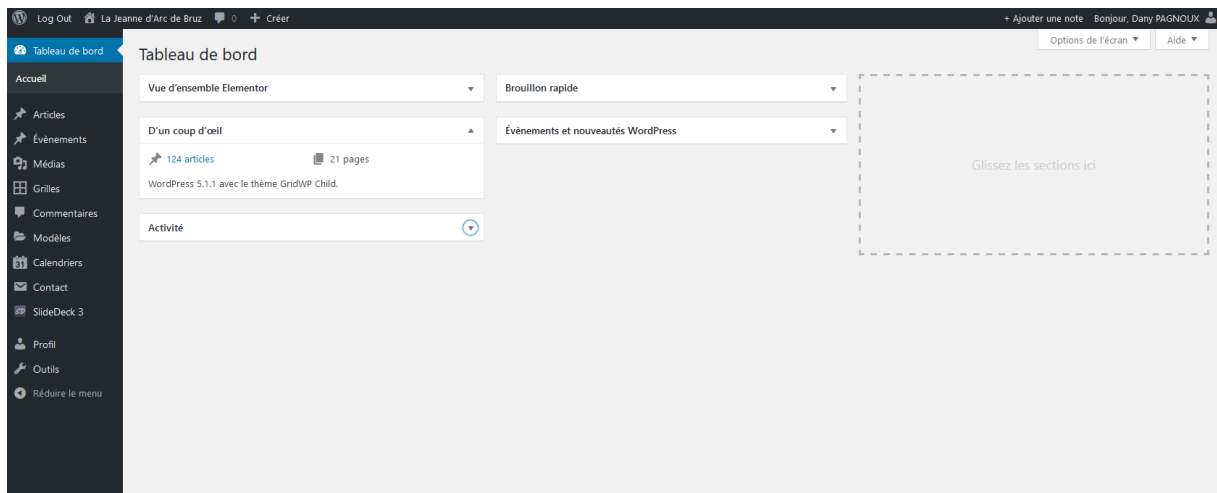 Log Out La Jeanne d'Arc de Bruz 0 + Créer + Ajouter une note Bonjour, Dany PAGNOUX
Options de l'écran ▼ Aide ▼
Tableau de bord
Accueil
Articles
Évènements
Médias
Grilles
Commentaires
Modèles
31 Calendriers
Contact
SlideDeck 3
Profil
Outils
Réduire le menu
Tableau de bord
Vue d'ensemble Elementor
D'un coup d'œil
124 articles 21 pages
WordPress 5.1.1 avec le thème GridWP Child.
Activité
Brouillon rapide
Évènements et nouveautés WordPress
Glissez les sections ici